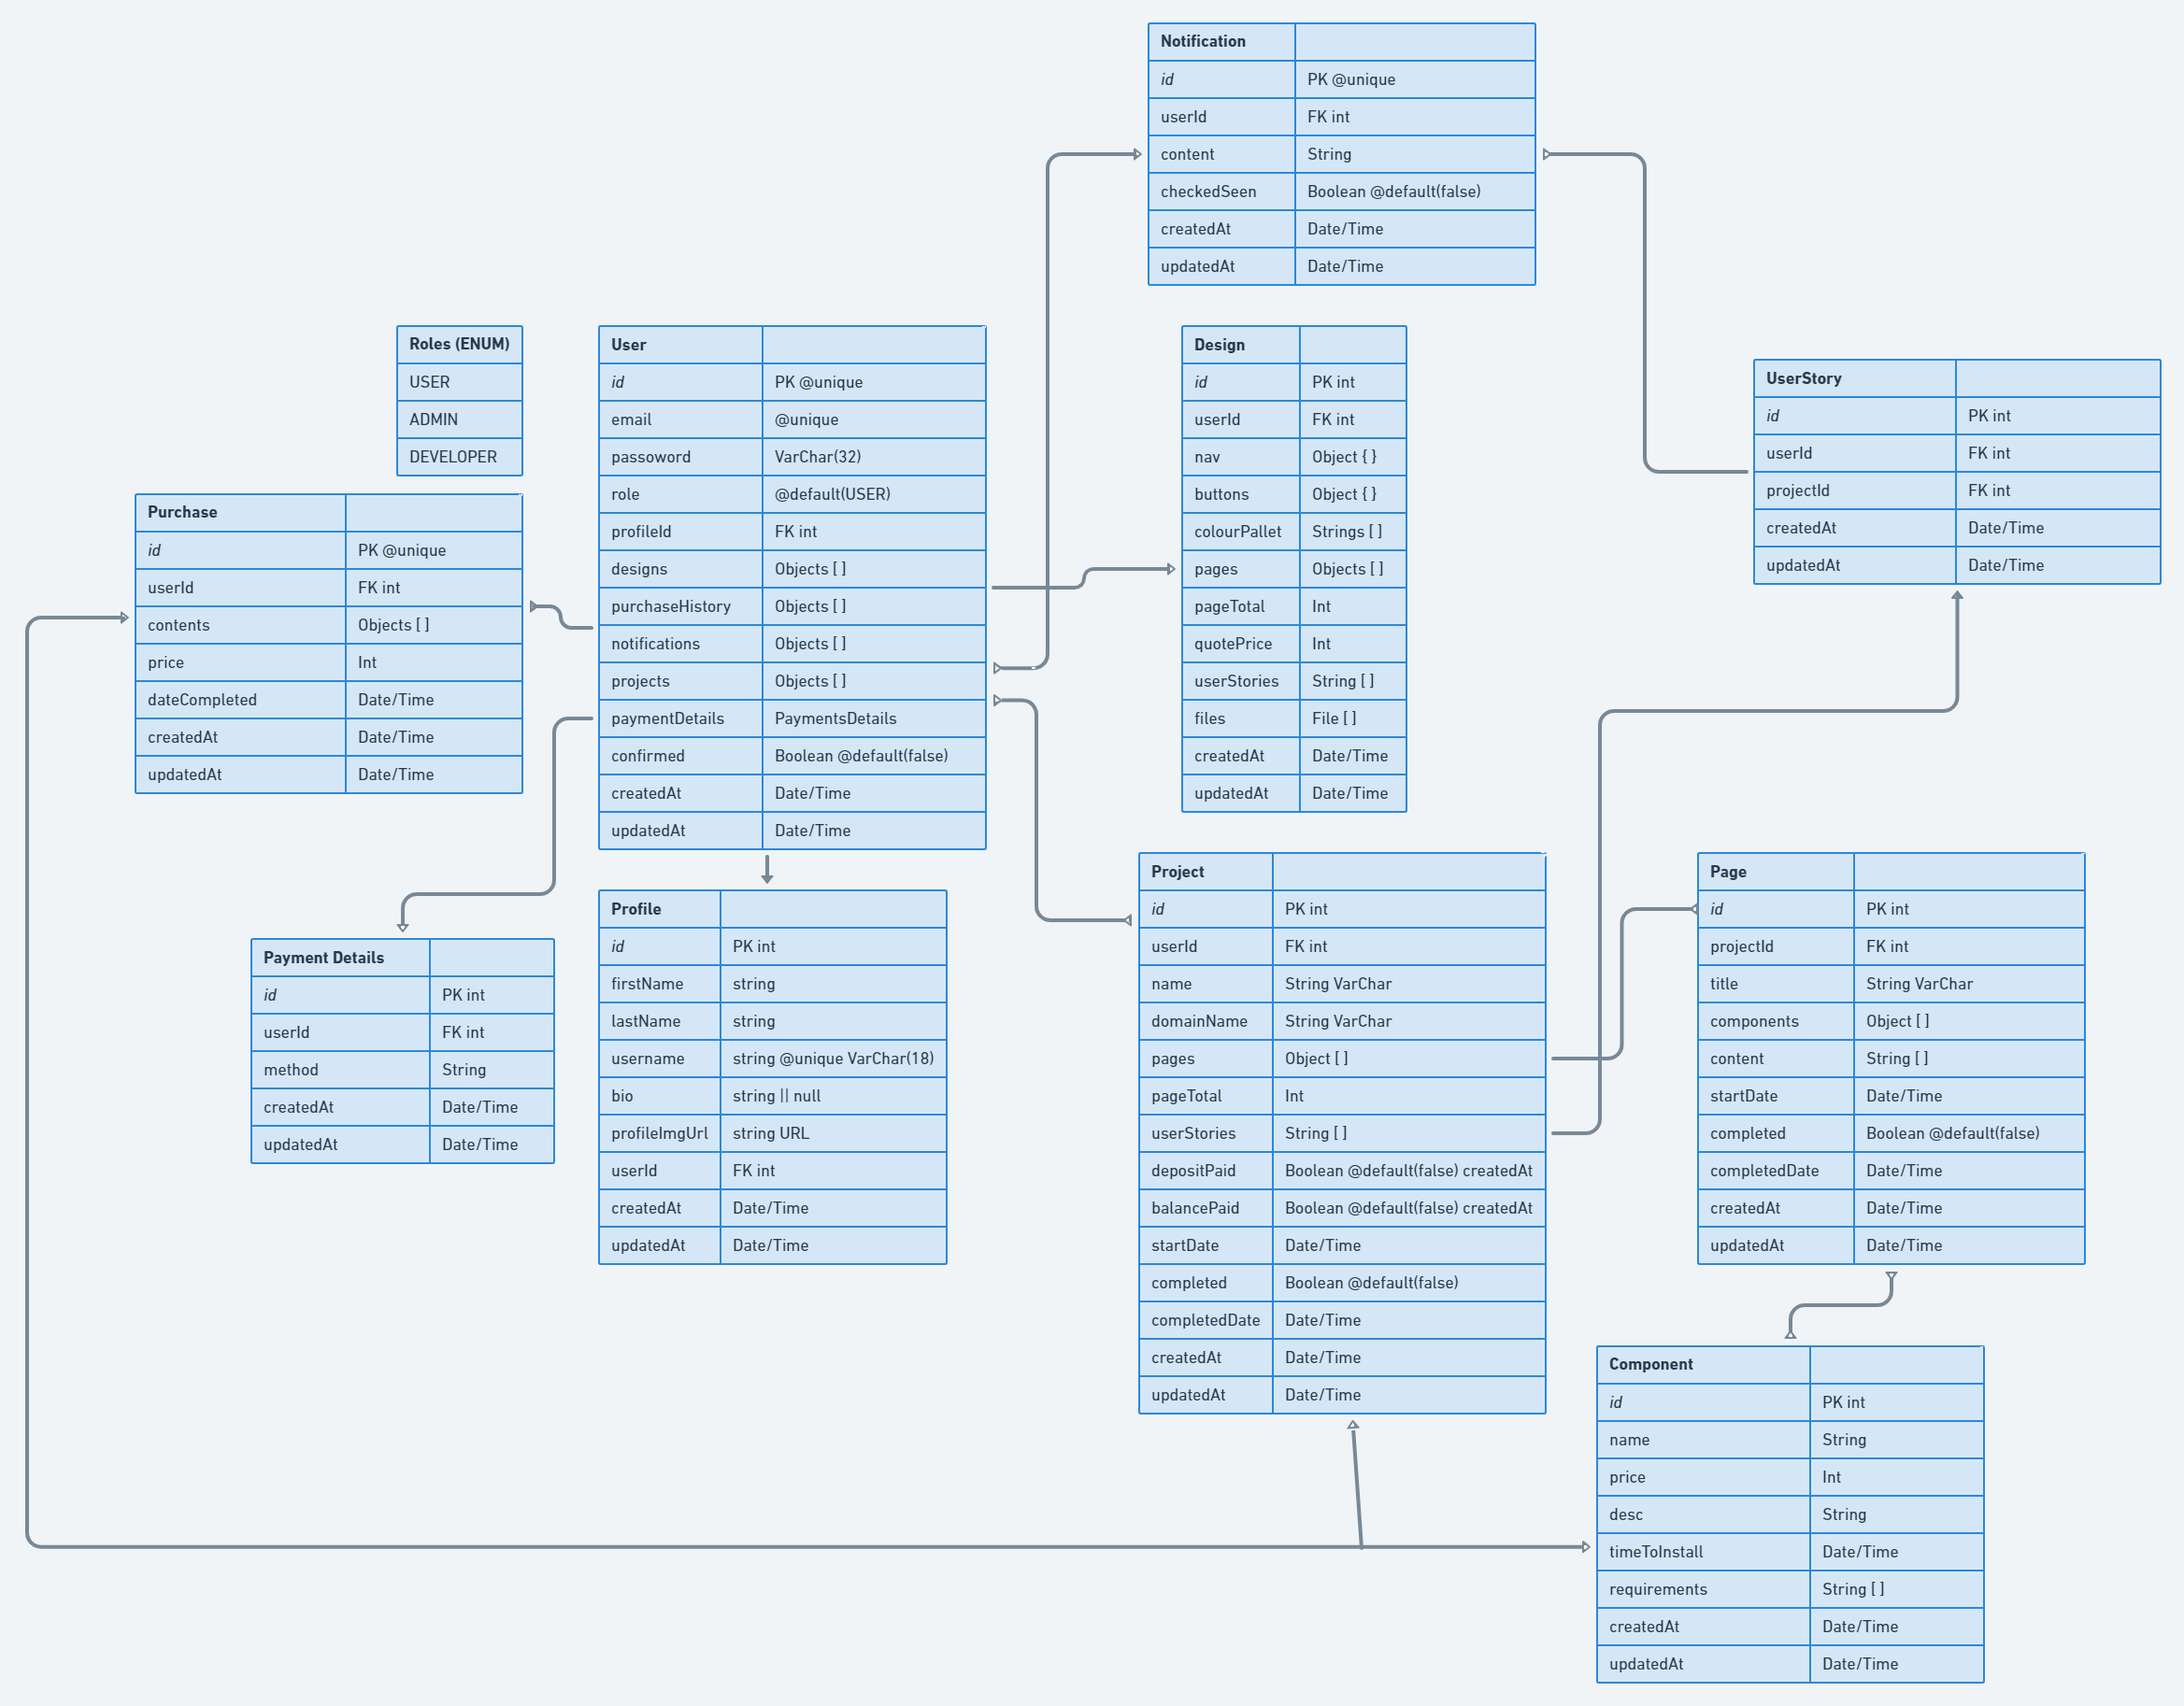 Notification
id PK @unique
userId FK int
content String
checkedSeen Boolean @default(false)
createdAt Date/Time
updatedAt Date/Time
Roles (ENUM)
USER
ADMIN
DEVELOPER
User
id PK @unique
email @unique
passoword VarChar(32)
role @default(USER)
profileId FK int
designs Objects [ ]
purchaseHistory Objects [ ]
notifications Objects [ ]
projects Objects [ ]
paymentDetails PaymentsDetails
confirmed Boolean @default(false)
createdAt Date/Time
updatedAt Date/Time
Design
id PK int
userId FK int
nav Object { }
buttons Object { }
colourPallet Strings [ ]
pages Objects [ ]
pageTotal Int
quotePrice Int
userStories String [ ]
files File [ ]
createdAt Date/Time
updatedAt Date/Time
UserStory
id PK int
userId FK int
projectId FK int
createdAt Date/Time
updatedAt Date/Time
Purchase
id PK @unique
userId FK int
contents Objects [ ]
price Int
dateCompleted Date/Time
createdAt Date/Time
updatedAt Date/Time
Payment Details
id PK int
userId FK int
method String
createdAt Date/Time
updatedAt Date/Time
Profile
id PK int
firstName string
lastName string
username string @unique VarChar(18)
bio string || null
profileImgUrl string URL
userId FK int
createdAt Date/Time
updatedAt Date/Time
Project
id PK int
userId FK int
name String VarChar
domainName String VarChar
pages Object [ ]
pageTotal Int
userStories String [ ]
depositPaid Boolean @default(false) createdAt
balancePaid Boolean @default(false) createdAt
startDate Date/Time
completed Boolean @default(false)
completedDate Date/Time
createdAt Date/Time
updatedAt Date/Time
Page
id PK int
projectId FK int
title String VarChar
components Object [ ]
content String [ ]
startDate Date/Time
completed Boolean @default(false)
completedDate Date/Time
createdAt Date/Time
updatedAt Date/Time
Component
id PK int
name String
price Int
desc String
timeToInstall Date/Time
requirements String [ ]
createdAt Date/Time
updatedAt Date/Time